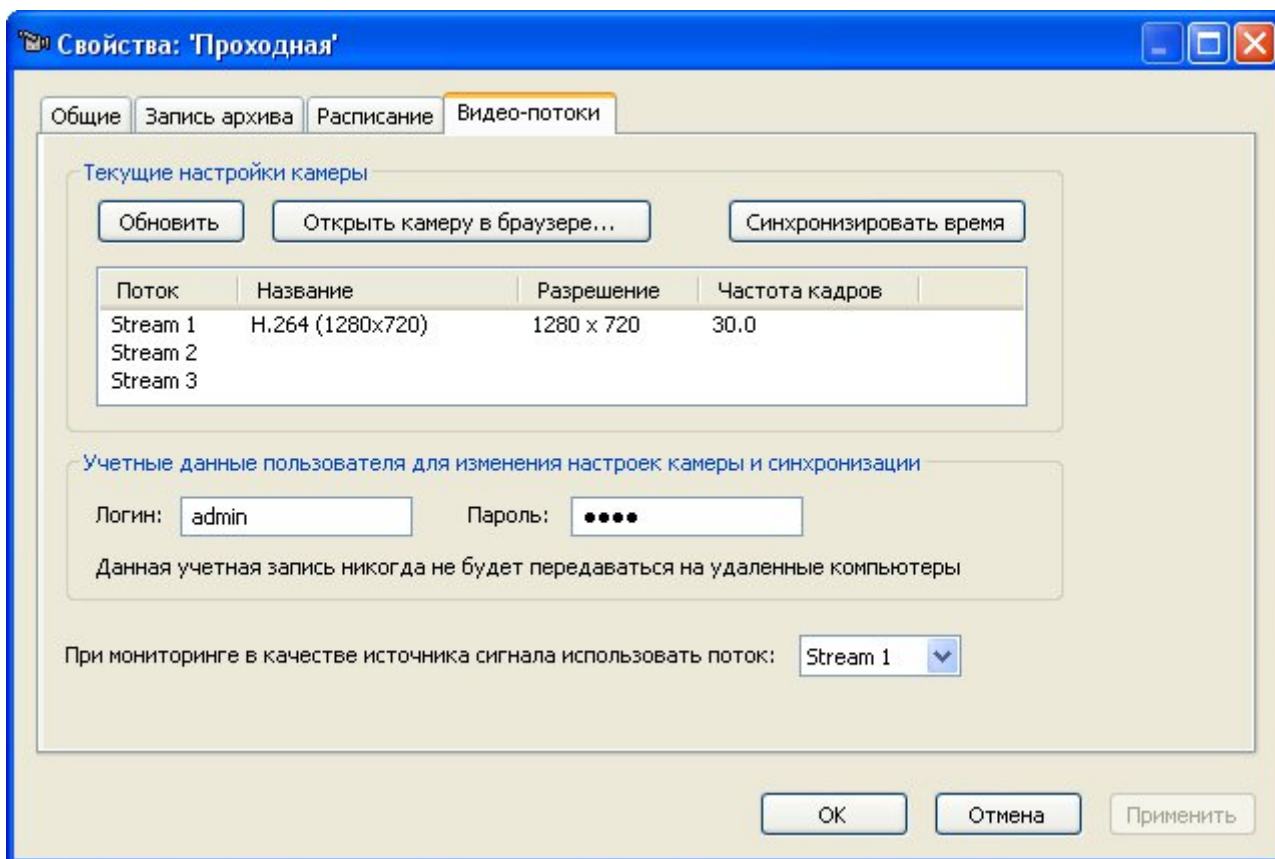 Свойства: 'Проходная'
Общие Запись архива Расписание Видео-потоки
Текущие настройки камеры
Обновить Открыть камеру в браузере... Синхронизировать время
Поток Название Разрешение Частота кадров
Stream 1 H.264 (1280x720) 1280 x 720 30.0
Stream 2
Stream 3
Учетные данные пользователя для изменения настроек камеры и синхронизации
Логин: admin Пароль: ●●●●
Данная учетная запись никогда не будет передаваться на удаленные компьютеры
При мониторинге в качестве источника сигнала использовать поток: Stream 1
OK Отмена Применить